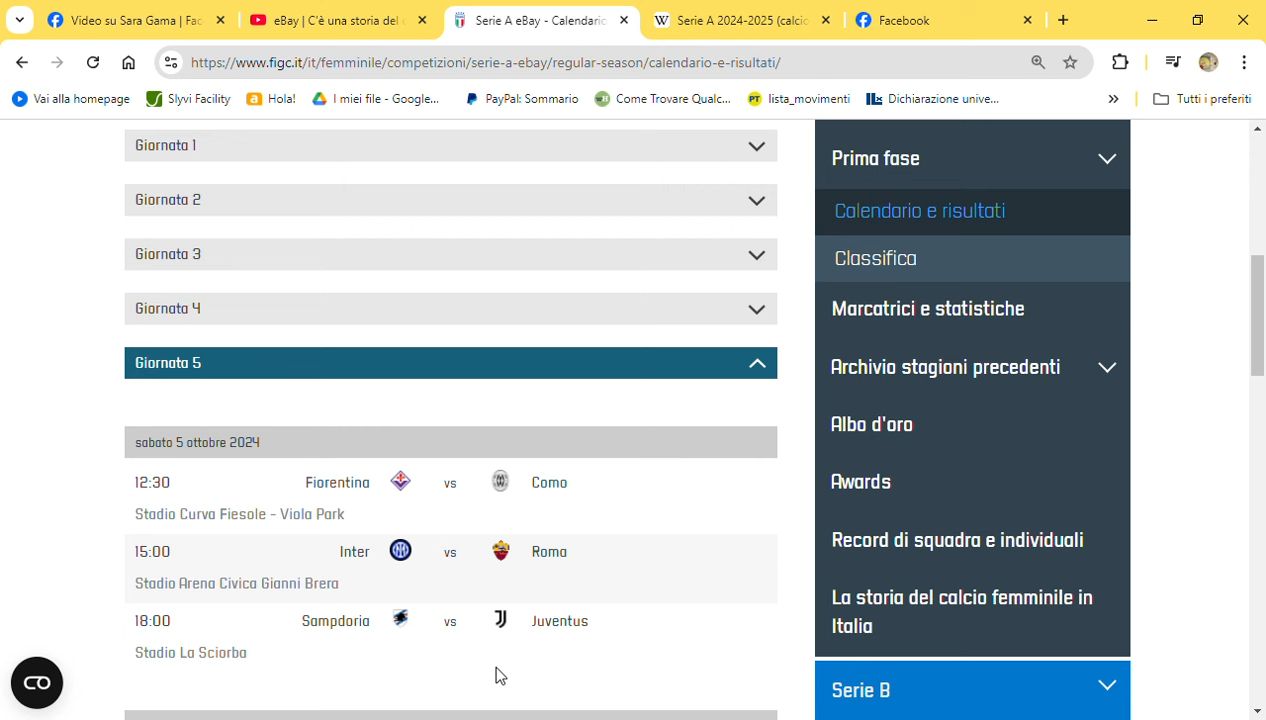 Video su Sara Gama | Fac
eBay | C'è una storia del c
Serie A eBay - Calendario
Serie A 2024-2025 (calcio
Facebook
https://www.figc.it/it/femminile/competizioni/serie-a-ebay/regular-season/calendario-e-risultati/
Vai alla homepage
Slyvi Facility
Hola!
I miei file - Google...
PayPal: Sommario
Come Trovare Qualc...
lista_movimenti
Dichiarazione unive...
Tutti i preferiti
Giornata 1
Giornata 2
Giornata 3
Giornata 4
Giornata 5
sabato 5 ottobre 2024
12:30 Fiorentina vs Como
Stadio Curva Fiesole - Viola Park
15:00 Inter vs Roma
Stadio Arena Civica Gianni Brera
18:00 Sampdoria vs Juventus
Stadio La Sciorba
Prima fase
Calendario e risultati
Classifica
Marcatrici e statistiche
Archivio stagioni precedenti
Albo d'oro
Awards
Record di squadra e individuali
La storia del calcio femminile in
Italia
Serie B